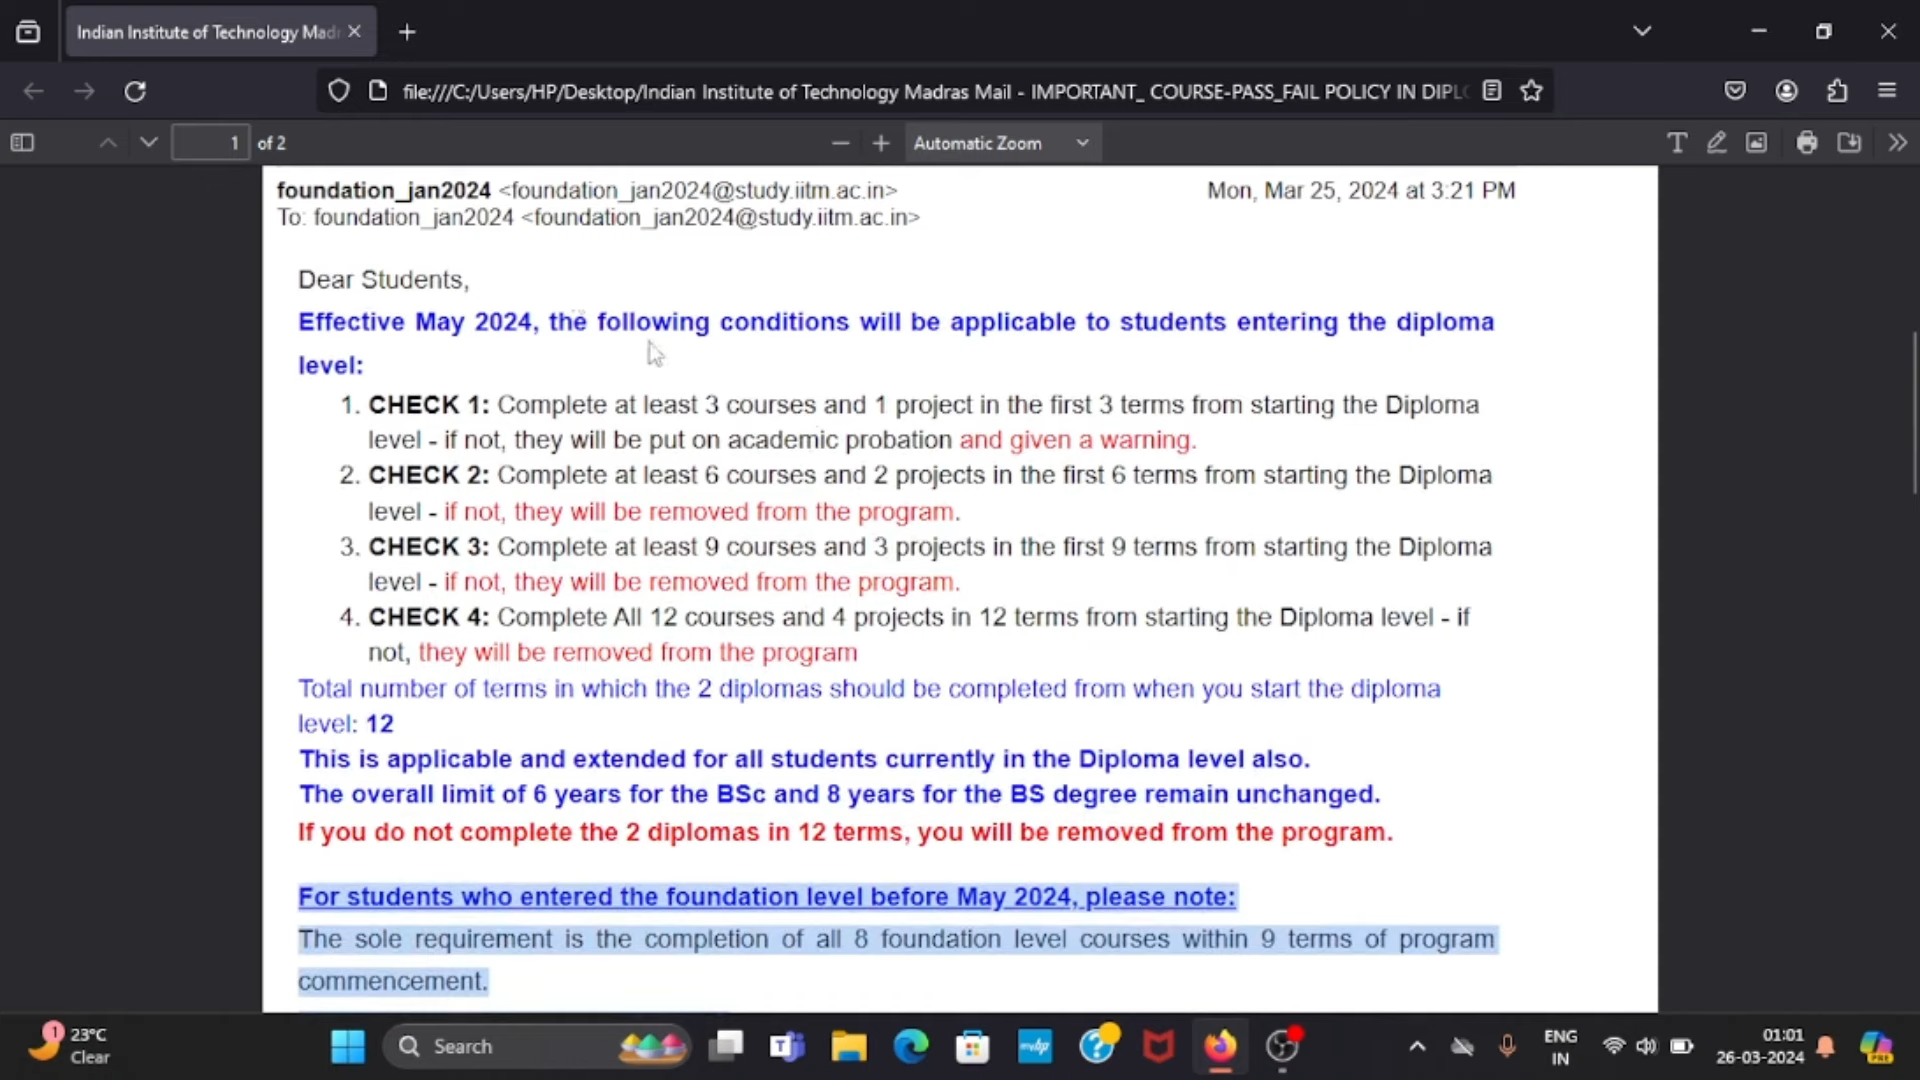 Indian Institute of Technology Mad
file:///C:/Users/HP/Desktop/Indian Institute of Technology Madras Mail - IMPORTANT_ COURSE-PASS_FAIL POLICY IN DIPL
1 of 2
Automatic Zoom
foundation_jan2024 <foundation_jan2024@study.iitm.ac.in> Mon, Mar 25, 2024 at 3:21 PM
To: foundation_jan2024 <foundation_jan2024@study.iitm.ac.in>
Dear Students,
Effective May 2024, the following conditions will be applicable to students entering the diploma
level:
1. CHECK 1: Complete at least 3 courses and 1 project in the first 3 terms from starting the Diploma
level - if not, they will be put on academic probation and given a warning.
2. CHECK 2: Complete at least 6 courses and 2 projects in the first 6 terms from starting the Diploma
level - if not, they will be removed from the program.
3. CHECK 3: Complete at least 9 courses and 3 projects in the first 9 terms from starting the Diploma
level - if not, they will be removed from the program.
4. CHECK 4: Complete All 12 courses and 4 projects in 12 terms from starting the Diploma level - if
not, they will be removed from the program
Total number of terms in which the 2 diplomas should be completed from when you start the diploma
level: 12
This is applicable and extended for all students currently in the Diploma level also.
The overall limit of 6 years for the BSc and 8 years for the BS degree remain unchanged.
If you do not complete the 2 diplomas in 12 terms, you will be removed from the program.
For students who entered the foundation level before May 2024, please note:
The sole requirement is the completion of all 8 foundation level courses within 9 terms of program
commencement.
1
23°C
Clear
Search
myhp
ENG
IN
01:01
26-03-2024
PRE